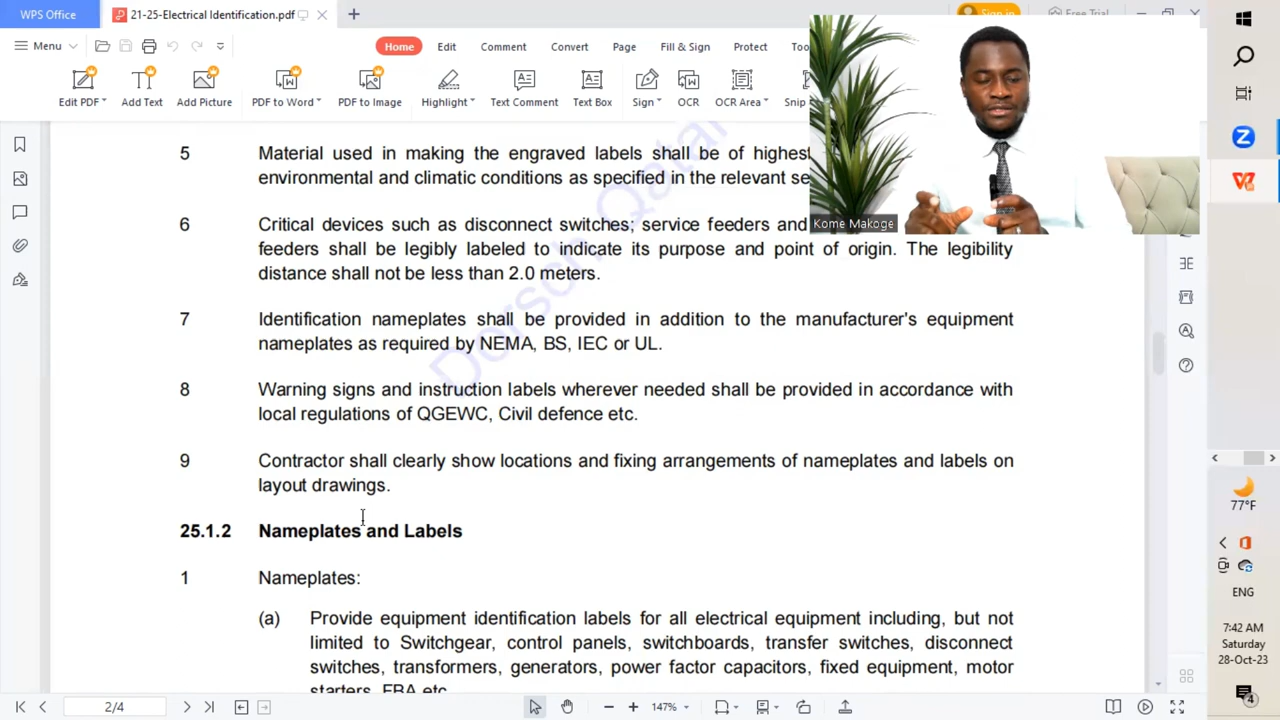 WPS Office
21-25-Electrical Identification.pdf
Sign in
Free Trial
Menu
Home Edit Comment Convert Page Fill & Sign Protect
Edit PDF Add Text Add Picture PDF to Word PDF to Image Highlight Text Comment Text Box Sign OCR OCR Area
Dorsch Qatar
5 Material used in making the engraved labels shall be of highest
environmental and climatic conditions as specified in the relevant
6 Critical devices such as disconnect switches; service feeders and
feeders shall be legibly labeled to indicate its purpose and point of origin. The legibility
distance shall not be less than 2.0 meters.
7 Identification nameplates shall be provided in addition to the manufacturer's equipment
nameplates as required by NEMA, BS, IEC or UL.
8 Warning signs and instruction labels wherever needed shall be provided in accordance with
local regulations of QGEWC, Civil defence etc.
9 Contractor shall clearly show locations and fixing arrangements of nameplates and labels on
layout drawings.
25.1.2 Nameplates and Labels
1 Nameplates:
(a) Provide equipment identification labels for all electrical equipment including, but not
limited to Switchgear, control panels, switchboards, transfer switches, disconnect
switches, transformers, generators, power factor capacitors, fixed equipment, motor
starters, FBA etc
Kome Makoge
2/4
147%
77°F
ENG
7:42 AM
Saturday
28-Oct-23
4